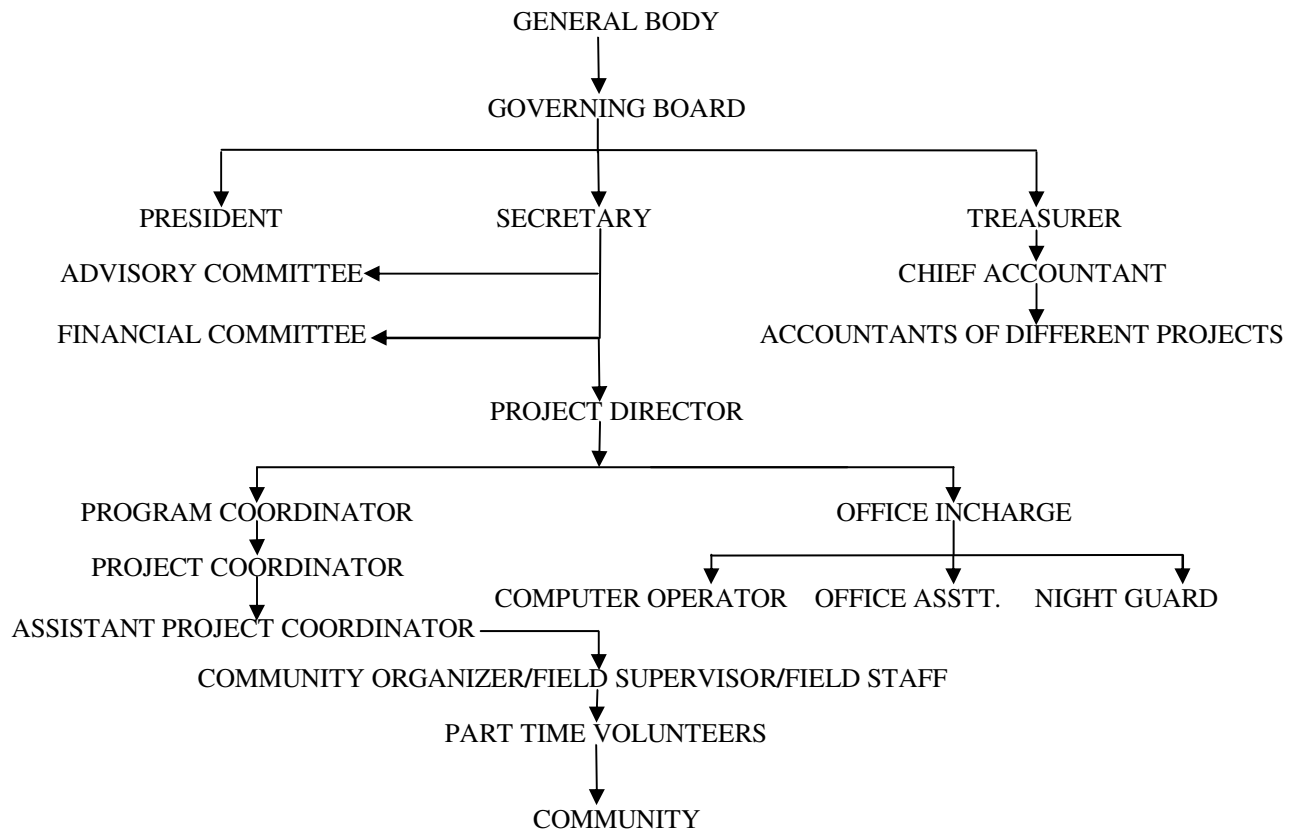 GENERAL BODY
GOVERNING BOARD
PRESIDENT SECRETARY TREASURER
ADVISORY COMMITTEE CHIEF ACCOUNTANT
FINANCIAL COMMITTEE ACCOUNTANTS OF DIFFERENT PROJECTS
PROJECT DIRECTOR
PROGRAM COORDINATOR OFFICE INCHARGE
PROJECT COORDINATOR
COMPUTER OPERATOR OFFICE ASSTT. NIGHT GUARD
ASSISTANT PROJECT COORDINATOR
COMMUNITY ORGANIZER/FIELD SUPERVISOR/FIELD STAFF
PART TIME VOLUNTEERS
COMMUNITY